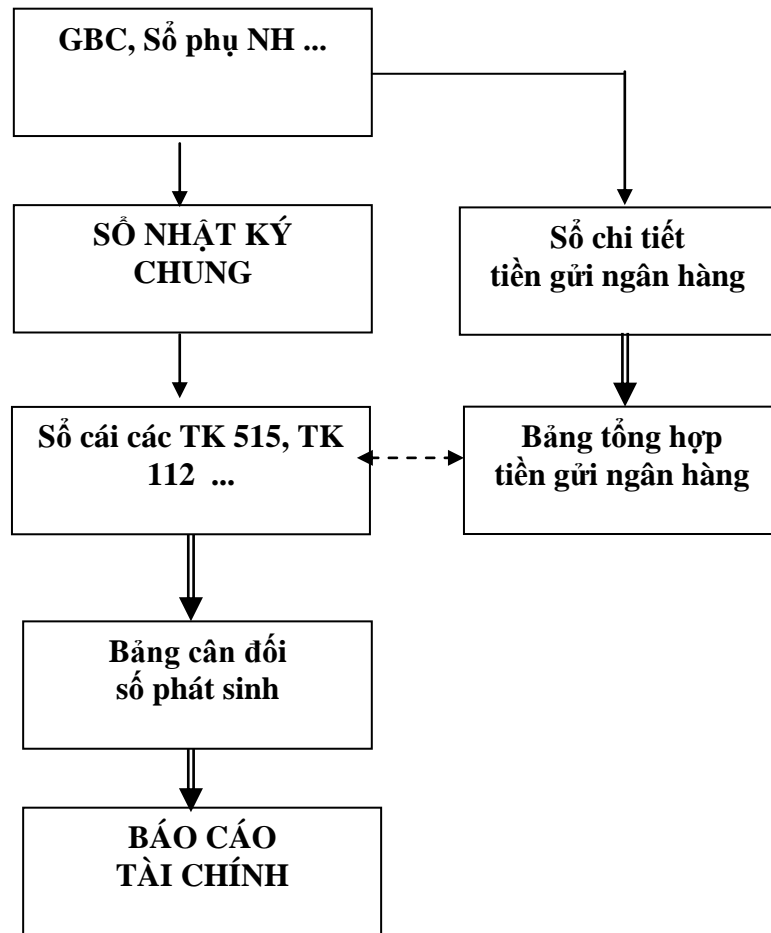 GBC, Sổ phụ NH ...
SỔ NHẬT KÝ
CHUNG
Sổ chi tiết
tiền gửi ngân hàng
Sổ cái các TK 515, TK
112 ...
Bảng tổng hợp
tiền gửi ngân hàng
Bảng cân đối
số phát sinh
BÁO CÁO
TÀI CHÍNH